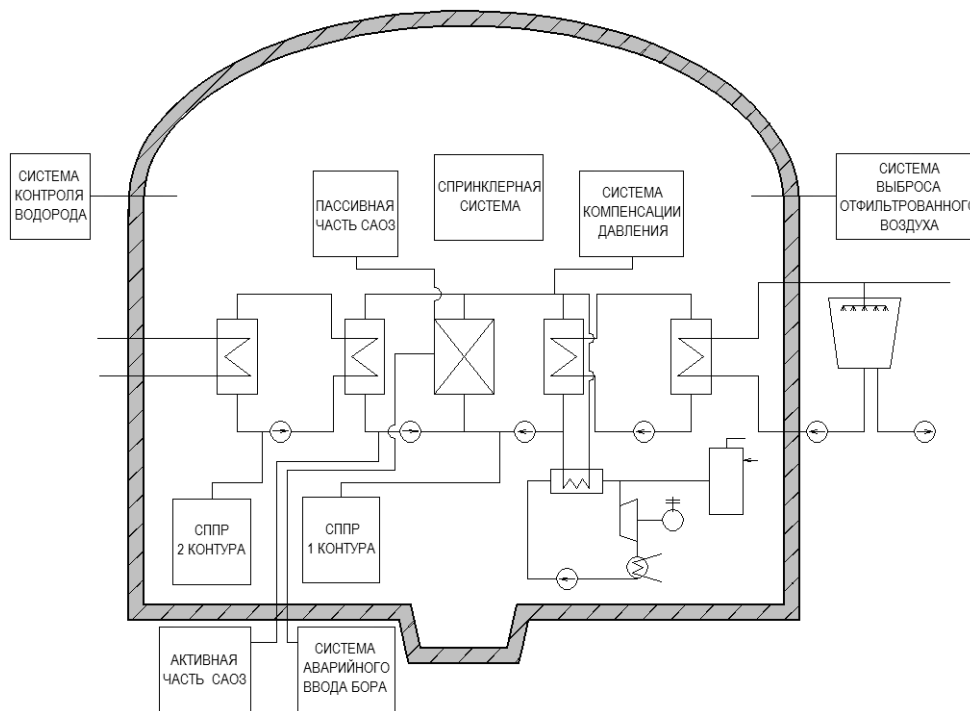 СИСТЕМА
КОНТРОЛЯ
ВОДОРОДА
ПАССИВНАЯ
ЧАСТЬ САОЗ
СПРИНКЛЕРНАЯ
СИСТЕМА
СИСТЕМА
КОМПЕНСАЦИИ
ДАВЛЕНИЯ
СИСТЕМА
ВЫБРОСА
ОТФИЛЬТРОВАННОГО
ВОЗДУХА
СППР
2 КОНТУРА
СППР
1 КОНТУРА
АКТИВНАЯ
ЧАСТЬ САОЗ
СИСТЕМА
АВАРИЙНОГО
ВВОДА БОРА